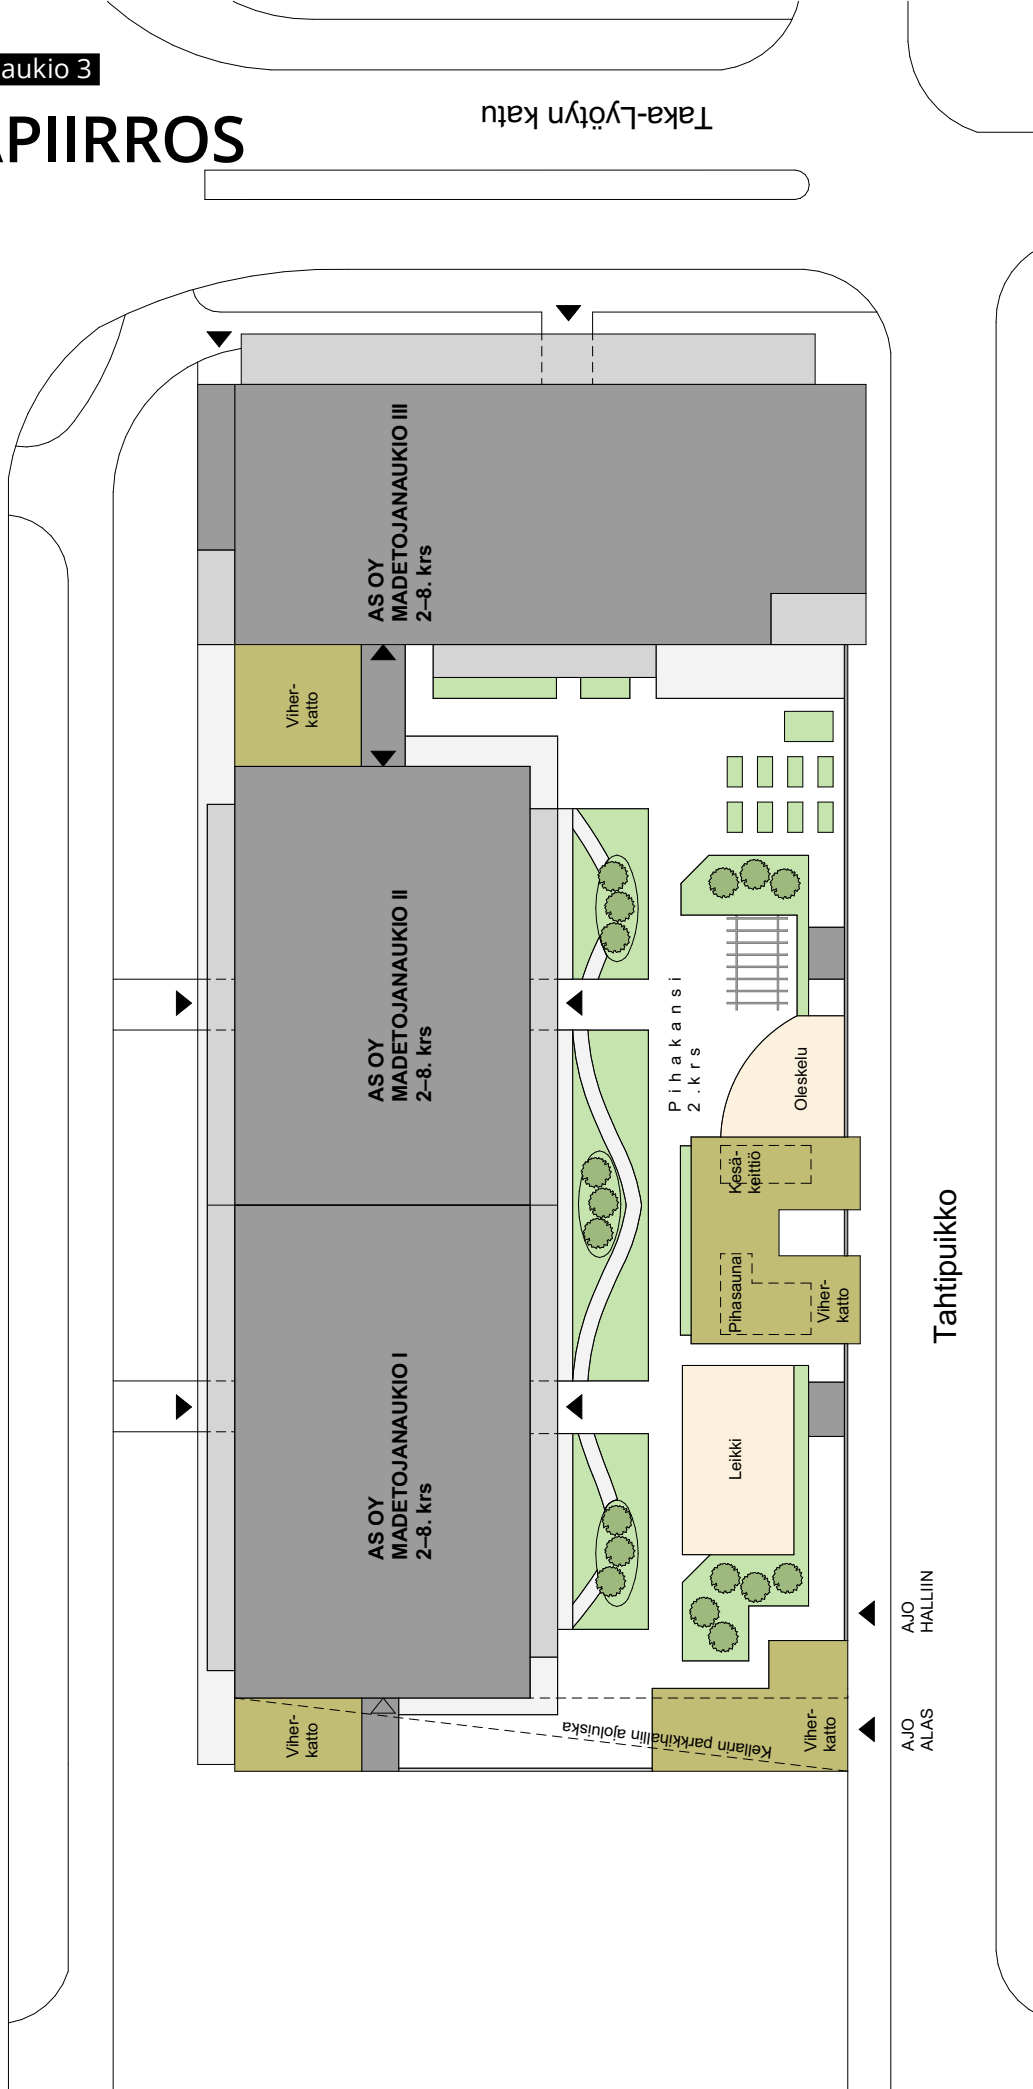 aukio 3
APIIRROS
Taka-Lyötyn katu
AS OY
MADETOJANAUKIO III
2–8. krs
Viher-
katto
AS OY
MADETOJANAUKIO II
2–8. krs
Pihakansi
2.krs
Oleskelu
Kesä-
keittiö
Pihasauna
Viher-
katto
Tahtipuikko
AS OY
MADETOJANAUKIO I
2–8. krs
Leikki
AJO
HALLIIN
Viher-
katto
Kellarin parkkihallin ajoluiska
Viher-
katto
AJO
ALAS